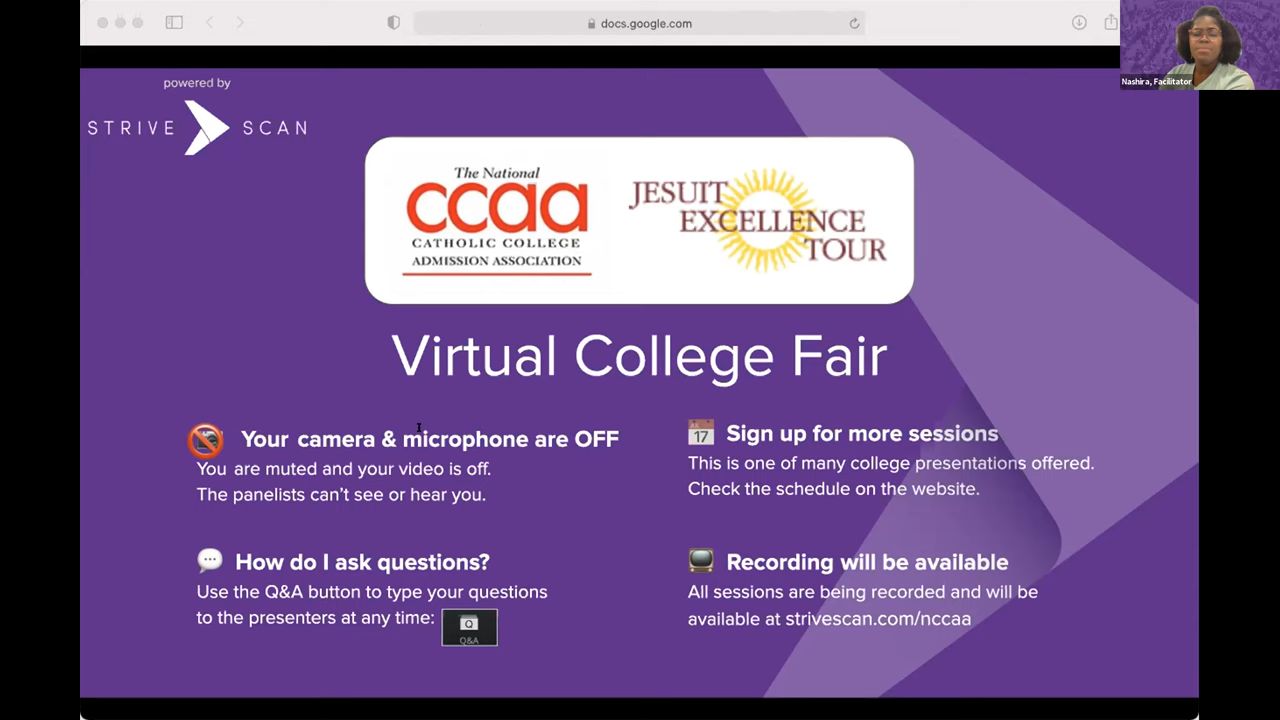 docs.google.com
Nashira, Facilitator
powered by
STRIVE SCAN
The National
ccaa
CATHOLIC COLLEGE
ADMISSION ASSOCIATION
JESUIT
EXCELLENCE
TOUR
Virtual College Fair
Your camera & microphone are OFF
You are muted and your video is off.
The panelists can't see or hear you.
17
Sign up for more sessions
This is one of many college presentations offered.
Check the schedule on the website.
How do I ask questions?
Use the Q&A button to type your questions
to the presenters at any time:
Q
Q&A
Recording will be available
All sessions are being recorded and will be
available at strivescan.com/nccaa